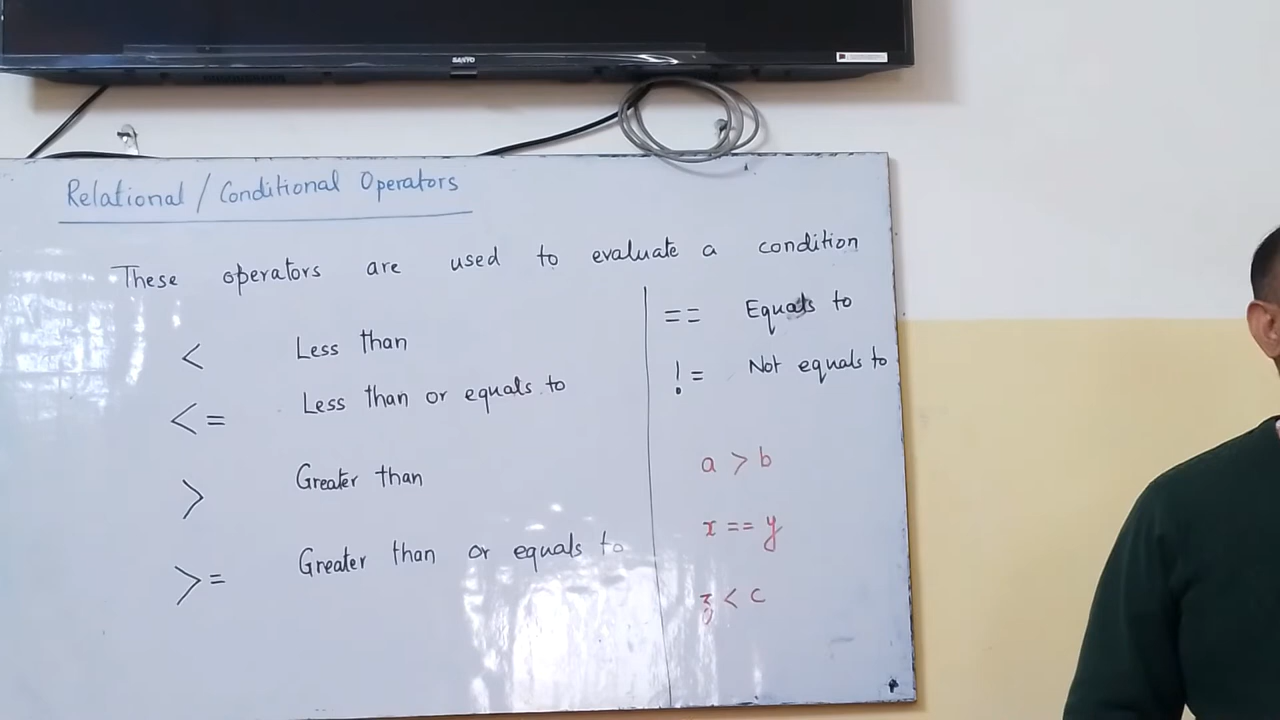 SANYO
Relational / Conditional Operators
These operators are used to evaluate a condition
< Less than
<= Less than or equals to
> Greater than
>= Greater than or equals to
== Equals to
!= Not equals to
a > b
x == y
z < c